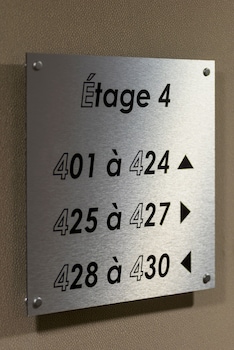 Étage 4
401 à 424 ▲
425 à 427 ▶
428 à 430 ◀